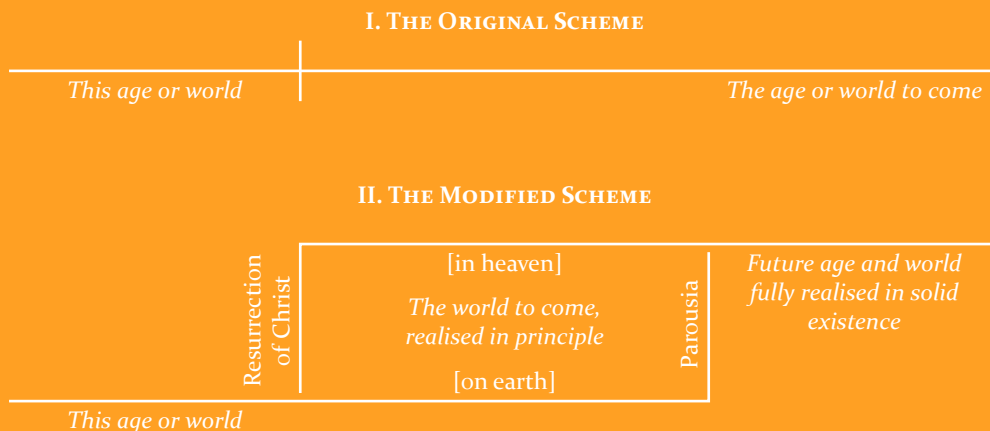 I. The Original Scheme
This age or world
The age or world to come
II. The Modified Scheme
Resurrection
of Christ
[in heaven]
The world to come,
realised in principle
[on earth]
Parousia
Future age and world
fully realised in solid
existence
This age or world